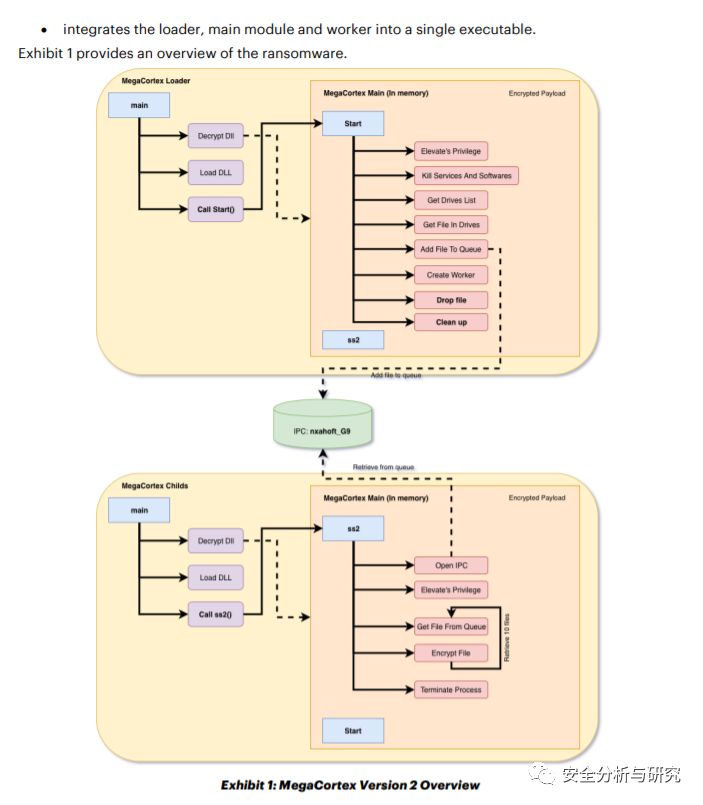 • integrates the loader, main module and worker into a single executable.
Exhibit 1 provides an overview of the ransomware.
MegaCortex Loader
main
Decrypt Dll
Load DLL
Call Start()
MegaCortex Main (In memory)
Encrypted Payload
Start
Elevate's Privilege
Kill Services And Softwares
Get Drives List
Get File In Drives
Add File To Queue
Create Worker
Drop file
Clean up
ss2
Add file to queue
IPC: nxahoft_G9
Retrieve from queue
MegaCortex Childs
main
Decrypt Dll
Load DLL
Call ss2()
MegaCortex Main (In memory)
Encrypted Payload
ss2
Open IPC
Elevate's Privilege
Get File From Queue
Encrypt File
Retrieve 10 files
Terminate Process
Start
Exhibit 1: MegaCortex Version 2 Overview
安全分析与研究